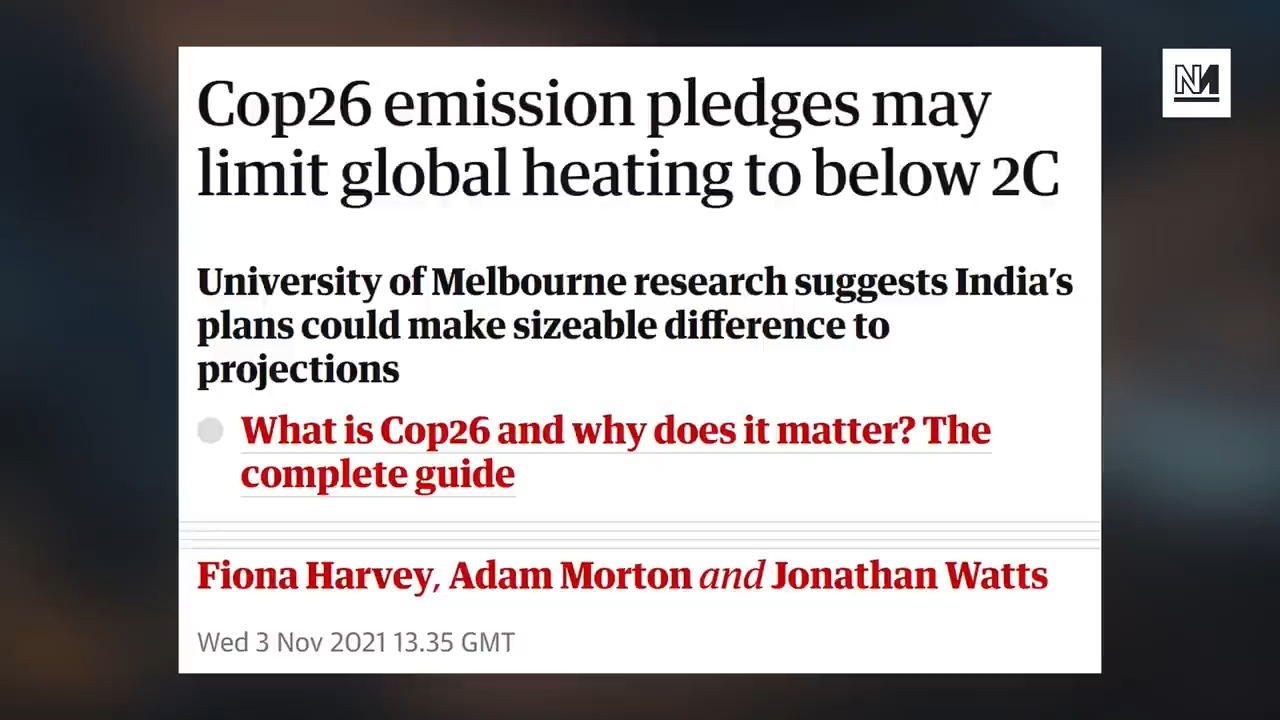 Cop26 emission pledges may
limit global heating to below 2C
University of Melbourne research suggests India's
plans could make sizeable difference to
projections
What is Cop26 and why does it matter? The
complete guide
Fiona Harvey, Adam Morton and Jonathan Watts
Wed 3 Nov 2021 13.35 GMT
NM